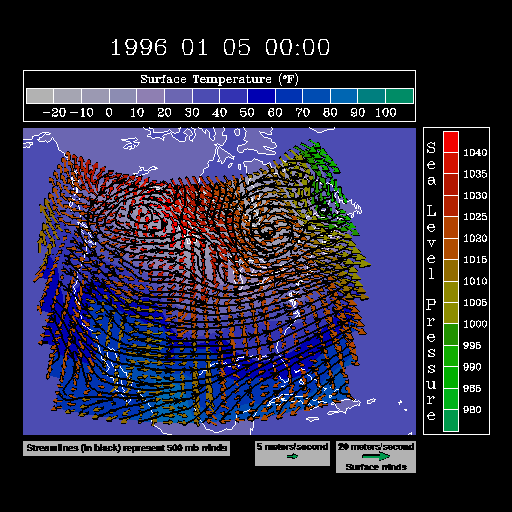 1996 01 05 00:00
Surface Temperature (°F)
-20 -10 0 10 20 30 40 50 60 70 80 90 100
Sea Level Pressure
1040
1035
1030
1025
1020
1015
1010
1005
1000
995
990
985
980
Streamlines (in black) represent 500 mb winds
5 meters/second
20 meters/second
Surface winds